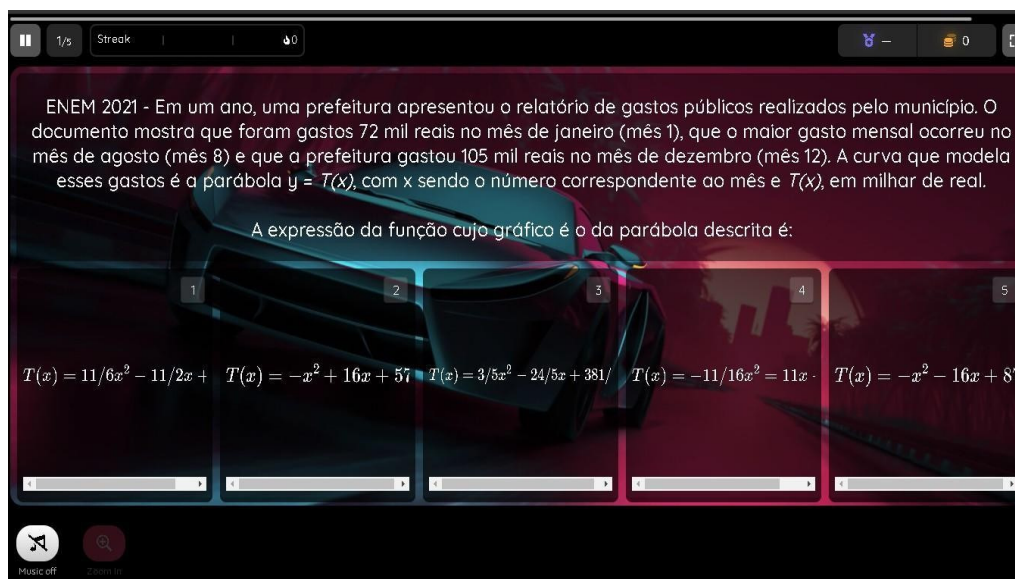 1/5
Streak
0
—
0
ENEM 2021 - Em um ano, uma prefeitura apresentou o relatório de gastos públicos realizados pelo município. O
documento mostra que foram gastos 72 mil reais no mês de janeiro (mês 1), que o maior gasto mensal ocorreu no
mês de agosto (mês 8) e que a prefeitura gastou 105 mil reais no mês de dezembro (mês 12). A curva que modela
esses gastos é a parábola y = T(x), com x sendo o número correspondente ao mês e T(x), em milhar de real.
A expressão da função cujo gráfico é o da parábola descrita é:
1
T(x) = 11/6x² − 11/2x +
2
T(x) = −x² + 16x + 57
3
T(x) = 3/5x² − 24/5x + 381/
4
T(x) = −11/16x² = 11x
5
T(x) = −x² − 16x + 8
Music off
Zoom in